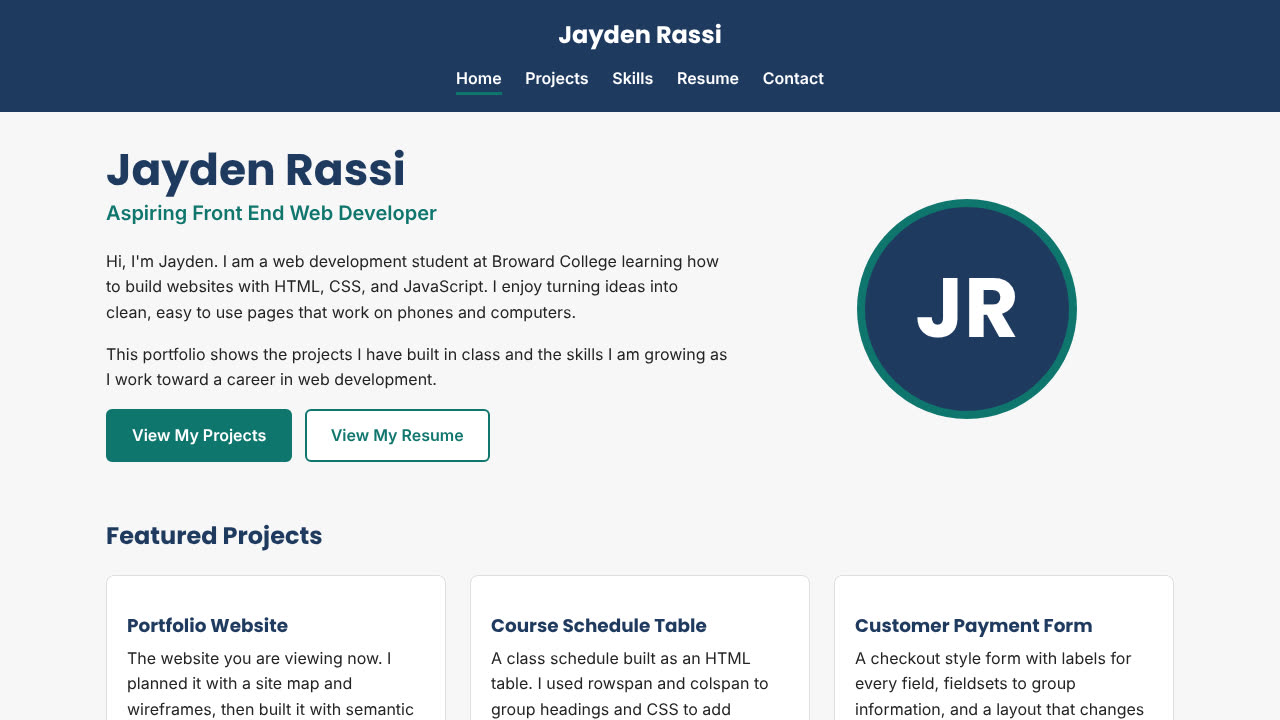 Jayden Rassi
Home Projects Skills Resume Contact
Jayden Rassi
Aspiring Front End Web Developer
Hi, I'm Jayden. I am a web development student at Broward College learning how
to build websites with HTML, CSS, and JavaScript. I enjoy turning ideas into
clean, easy to use pages that work on phones and computers.
This portfolio shows the projects I have built in class and the skills I am growing as
I work toward a career in web development.
View My Projects View My Resume
JR
Featured Projects
Portfolio Website
The website you are viewing now. I
planned it with a site map and
wireframes, then built it with semantic
Course Schedule Table
A class schedule built as an HTML
table. I used rowspan and colspan to
group headings and CSS to add
Customer Payment Form
A checkout style form with labels for
every field, fieldsets to group
information, and a layout that changes